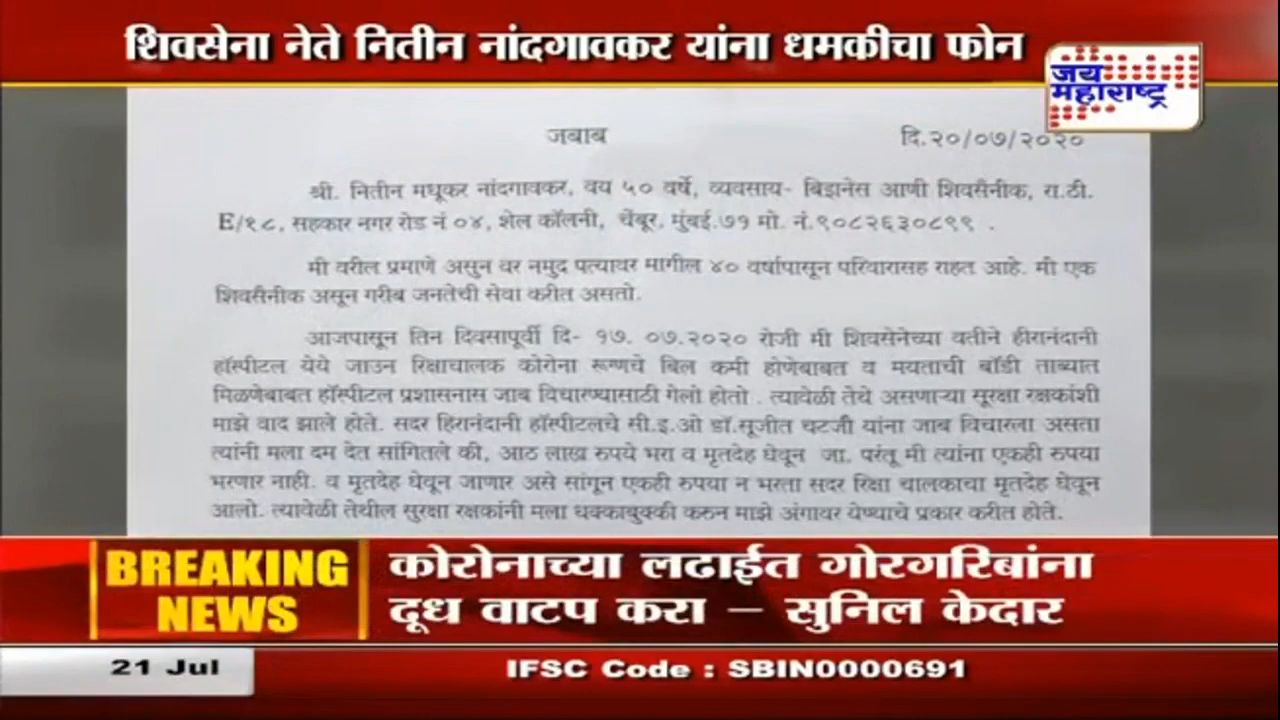 शिवसेना नेते नितीन नांदगावकर यांना धमकीचा फोन
जय
महाराष्ट्र
जबाब
दि.२०/०७/२०२०
श्री. नितीन मधूकर नांदगावकर, वय ५० वर्षे, व्यवसाय- बिझनेस आणी शिवसैनीक, रा.टी.
E/१८, सहकार नगर रोड नं ०४, शेल कॉलनी, चेंबूर, मुंबई.७१ मो. नं.९०८२६३०८९९ .
मी वरील प्रमाणे असुन वर नमुद पत्यावर मागील ४० वर्षापासून परिवारासह राहत आहे. मी एक
शिवसैनीक असून गरीब जनतेची सेवा करीत असतो.
आजपासून तिन दिवसापूर्वी दि- १७. ०७.२०२० रोजी मी शिवसेनेच्या वतीने हीरानंदानी
हॉस्पीटल येये जाउन रिक्षाचालक कोरोना रूग्णचे बिल कमी होणेबाबत व मयताची बॉडी ताब्यात
मिळणेबाबत हॉस्पीटल प्रशासनास जाब विचारण्यासाठी गेलो होतो . त्यावेळी तेथे असणाऱ्या सुरक्षा रक्षकांशी
माझे वाद झाले होते. सदर हिरानंदानी हॉस्पीटलचे सी.इ.ओ डॉ.सूजीत चटर्जी यांना जाब विचारला असता
त्यांनी मला दम देत सांगितले की, आठ लाख रुपये भरा व मृतदेह घेवून जा. परंतू मी त्यांना एकही रुपया
भरणार नाही. व मृतदेह घेवून जाणार असे सांगून एकही रुपया न भरता सदर रिक्षा चालकाचा मृतदेह घेवून
आलो. त्यावेळी तेथील सुरक्षा रक्षकांनी मला धक्काबुक्की करुन माझे अंगावर येण्याचे प्रकार करीत होते.
BREAKING
NEWS
कोरोनाच्या लढाईत गोरगरिबांना
दूध वाटप करा – सुनिल केदार
21 Jul
IFSC Code : SBIN0000691